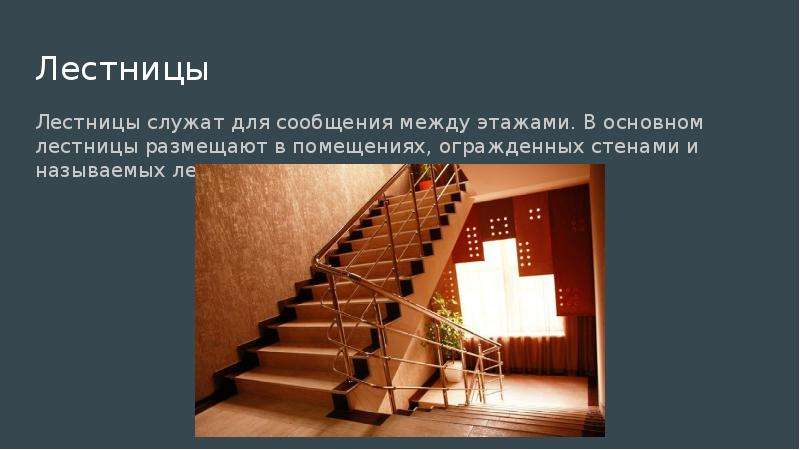 Лестницы
Лестницы служат для сообщения между этажами. В основном
лестницы размещают в помещениях, огражденных стенами и
называемых